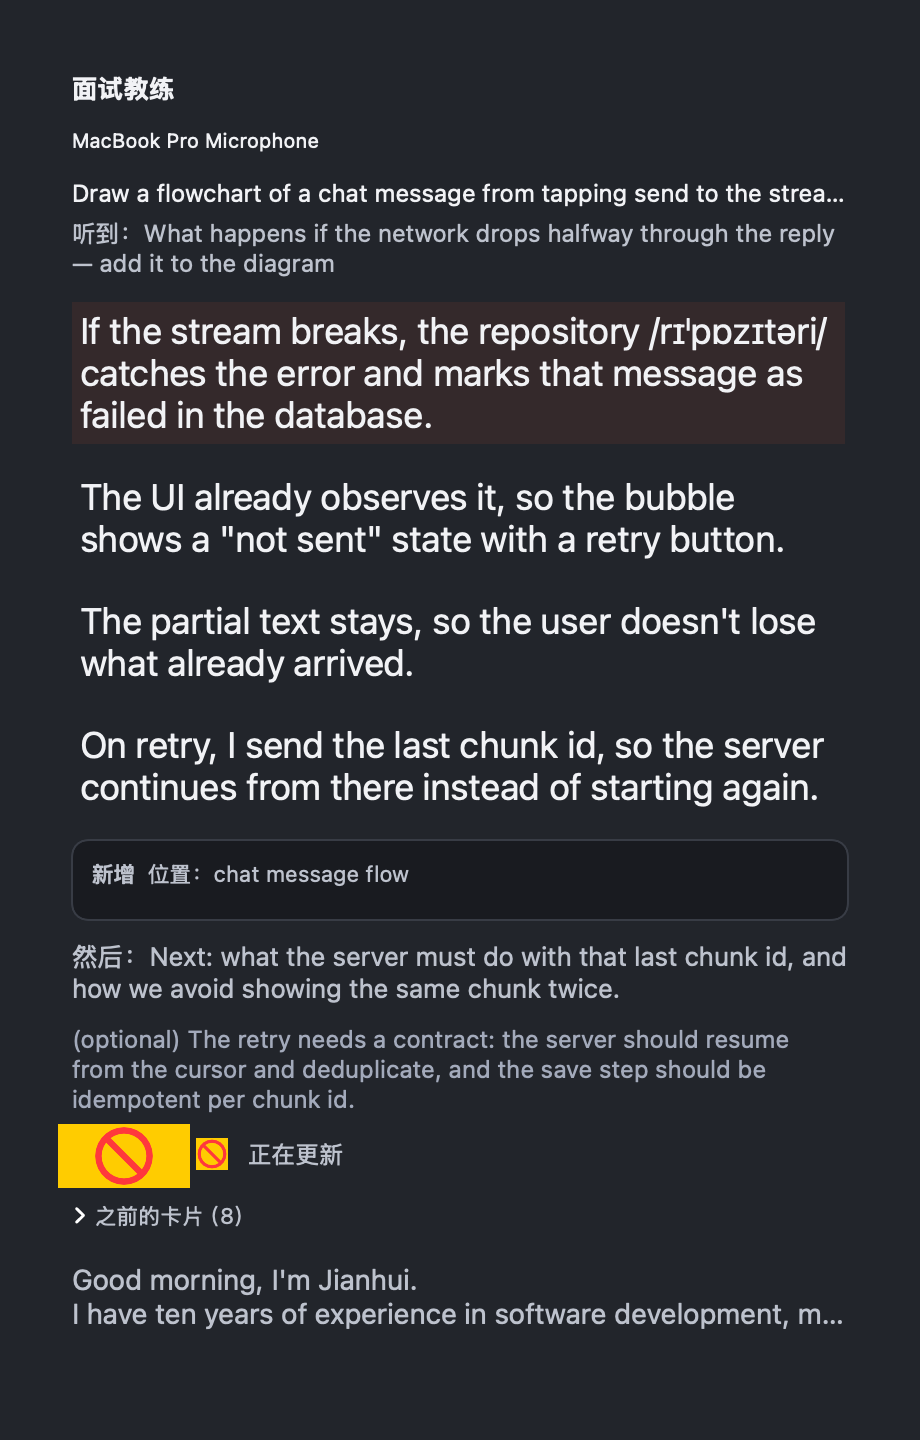 面试教练
MacBook Pro Microphone
Draw a flowchart of a chat message from tapping send to the strea...
听到：What happens if the network drops halfway through the reply
— add it to the diagram
If the stream breaks, the repository /rɪˈpɒzɪtəri/
catches the error and marks that message as
failed in the database.
The UI already observes it, so the bubble
shows a "not sent" state with a retry button.
The partial text stays, so the user doesn't lose
what already arrived.
On retry, I send the last chunk id, so the server
continues from there instead of starting again.
新增 位置：chat message flow
然后：Next: what the server must do with that last chunk id, and
how we avoid showing the same chunk twice.
(optional) The retry needs a contract: the server should resume
from the cursor and deduplicate, and the save step should be
idempotent per chunk id.
正在更新
之前的卡片 (8)
Good morning, I'm Jianhui.
I have ten years of experience in software development, m...